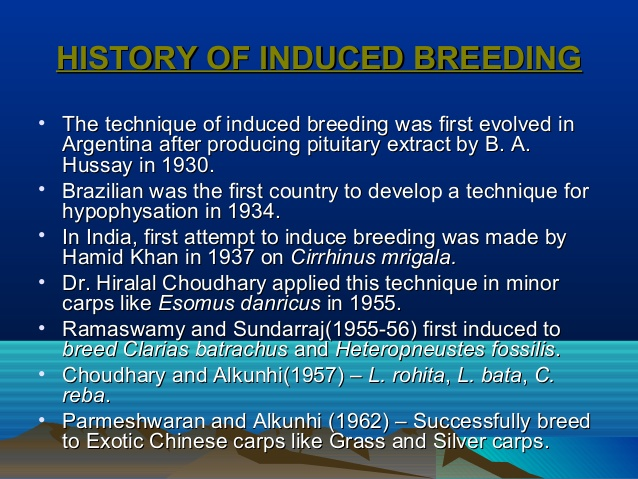 HISTORY OF INDUCED BREEDING
• The technique of induced breeding was first evolved in
Argentina after producing pituitary extract by B. A.
Hussay in 1930.
• Brazilian was the first country to develop a technique for
hypophysation in 1934.
• In India, first attempt to induce breeding was made by
Hamid Khan in 1937 on Cirrhinus mrigala.
• Dr. Hiralal Choudhary applied this technique in minor
carps like Esomus danricus in 1955.
• Ramaswamy and Sundarraj(1955-56) first induced to
breed Clarias batrachus and Heteropneustes fossilis.
• Choudhary and Alkunhi(1957) – L. rohita, L. bata, C.
reba.
• Parmeshwaran and Alkunhi (1962) – Successfully breed
to Exotic Chinese carps like Grass and Silver carps.